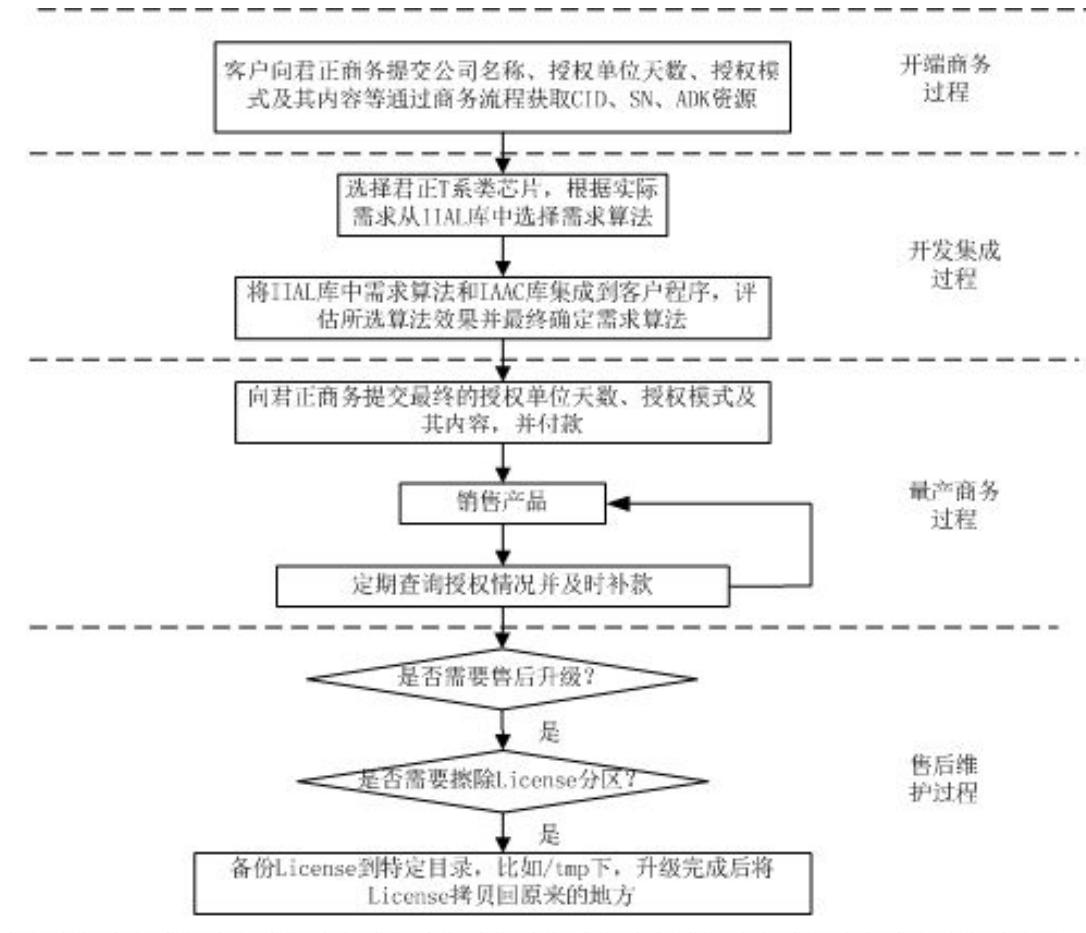 客户向君正商务提交公司名称、授权单位天数、授权模
式及其内容等通过商务流程获取CID、SN、ADK资源
开端商务
过程
选择君正T系类芯片，根据实际
需求从IIAL库中选择需求算法
将IIAL库中需求算法和IAAC库集成到客户程序，评
估所选算法效果并最终确定需求算法
开发集成
过程
向君正商务提交最终的授权单位天数、授权模式及
其内容，并付款
销售产品
定期查询授权情况并及时补款
量产商务
过程
是否需要售后升级？
是
是否需要擦除License分区？
是
备份License到特定目录，比如/tmp下，升级完成后将
License拷贝回原来的地方
售后维
护过程